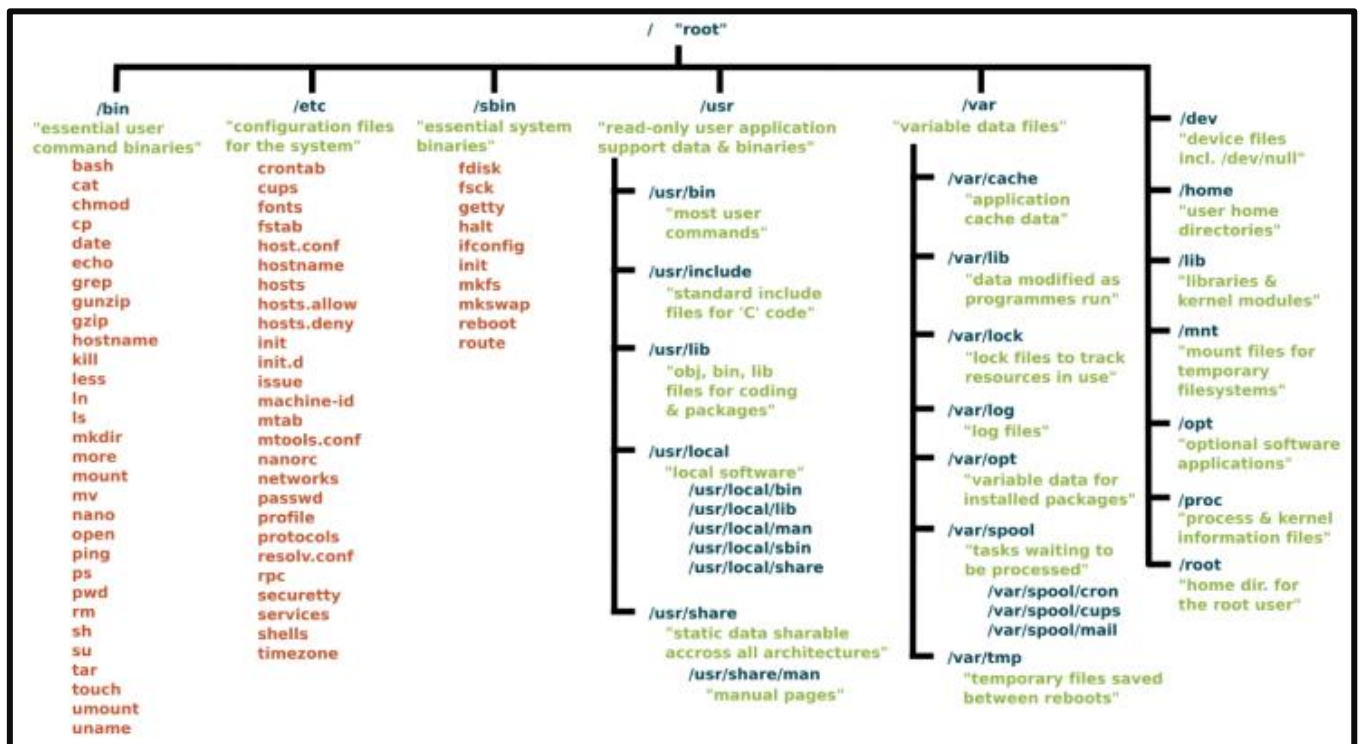 / "root"
/bin
"essential user
command binaries"
bash
cat
chmod
cp
date
echo
grep
gunzip
gzip
hostname
kill
less
ln
ls
mkdir
more
mount
mv
nano
open
ping
ps
pwd
rm
sh
su
tar
touch
umount
uname
/etc
"configuration files
for the system"
crontab
cups
fonts
fstab
host.conf
hostname
hosts
hosts.allow
hosts.deny
init
init.d
issue
machine-id
mtab
mtools.conf
nanorc
networks
passwd
profile
protocols
resolv.conf
rpc
securetty
services
shells
timezone
/sbin
"essential system
binaries"
fdisk
fsck
getty
halt
ifconfig
init
mkfs
mkswap
reboot
route
/usr
"read-only user application
support data & binaries"
/usr/bin
"most user
commands"
/usr/include
"standard include
files for 'C' code"
/usr/lib
"obj, bin, lib
files for coding
& packages"
/usr/local
"local software"
/usr/local/bin
/usr/local/lib
/usr/local/man
/usr/local/sbin
/usr/local/share
/usr/share
"static data sharable
accross all architectures"
/usr/share/man
"manual pages"
/var
"variable data files"
/var/cache
"application
cache data"
/var/lib
"data modified as
programmes run"
/var/lock
"lock files to track
resources in use"
/var/log
"log files"
/var/opt
"variable data for
installed packages"
/var/spool
"tasks waiting to
be processed"
/var/spool/cron
/var/spool/cups
/var/spool/mail
/var/tmp
"temporary files saved
between reboots"
/dev
"device files
incl. /dev/null"
/home
"user home
directories"
/lib
"libraries &
kernel modules"
/mnt
"mount files for
temporary
filesystems"
/opt
"optional software
applications"
/proc
"process & kernel
information files"
/root
"home dir. for
the root user"